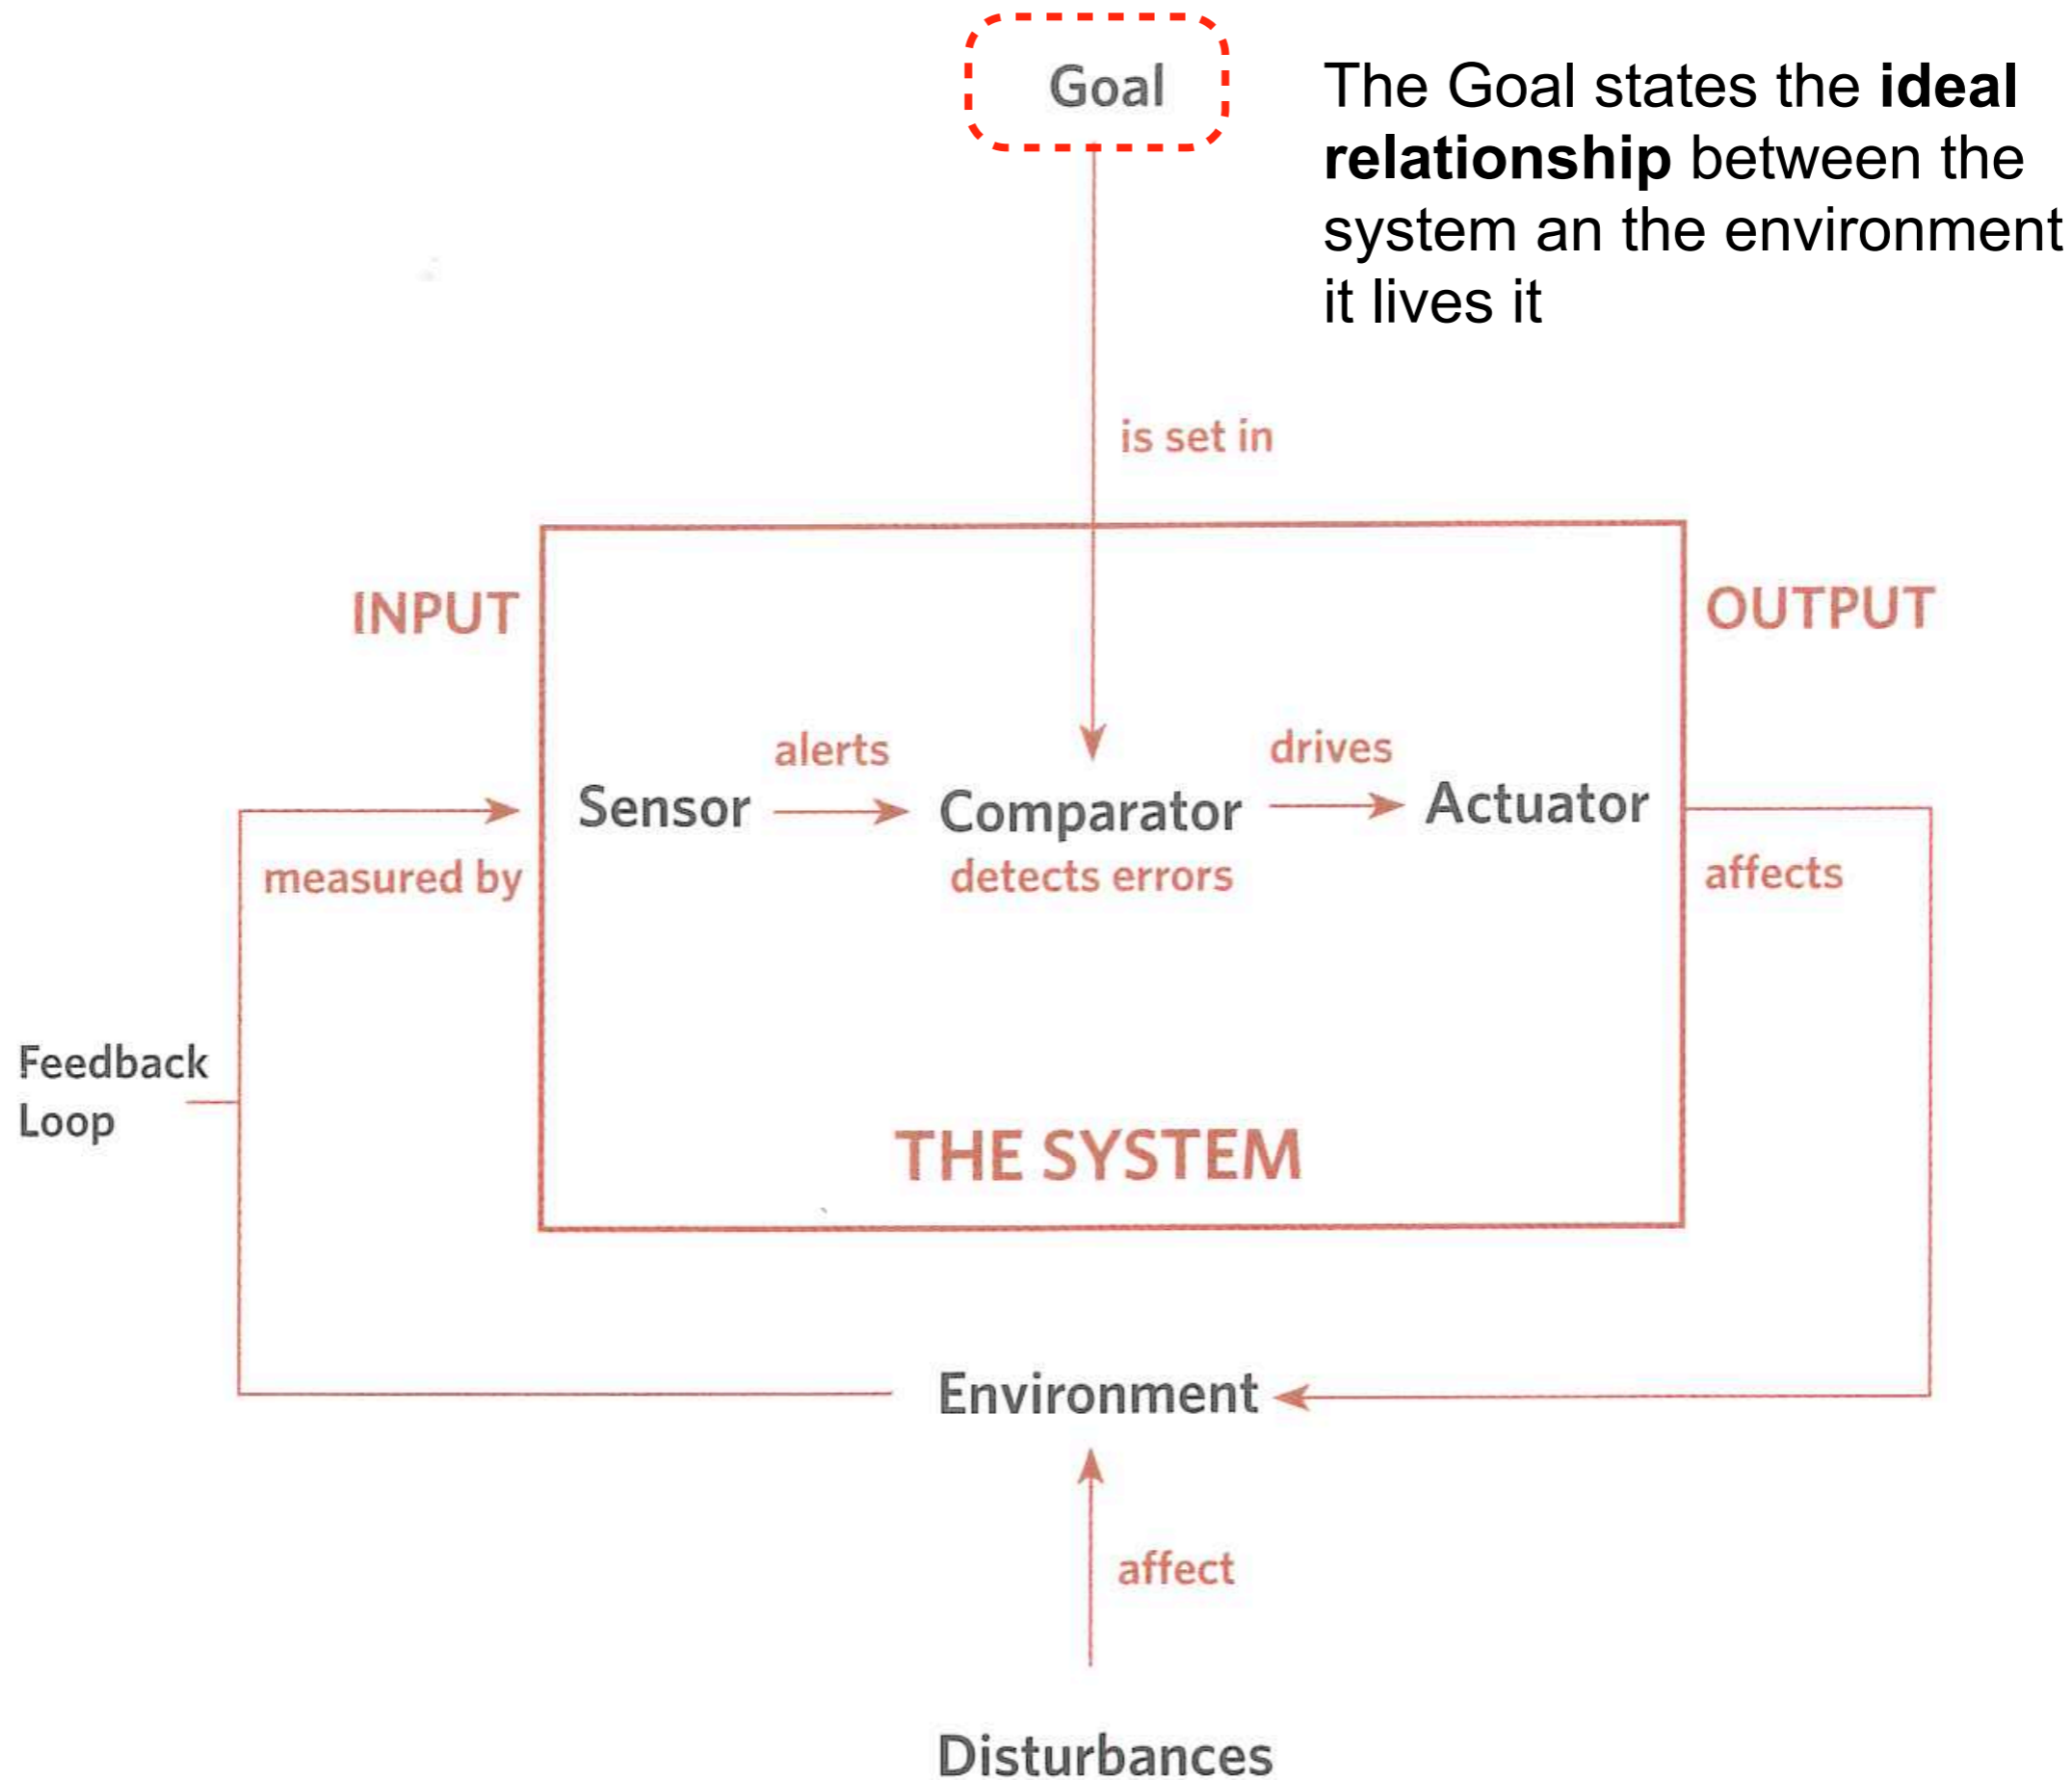 Goal
The Goal states the ideal
relationship between the
system an the environment
it lives it
is set in
INPUT
OUTPUT
alerts
drives
Sensor
Comparator
Actuator
measured by
detects errors
affects
Feedback
Loop
THE SYSTEM
Environment
affect
Disturbances